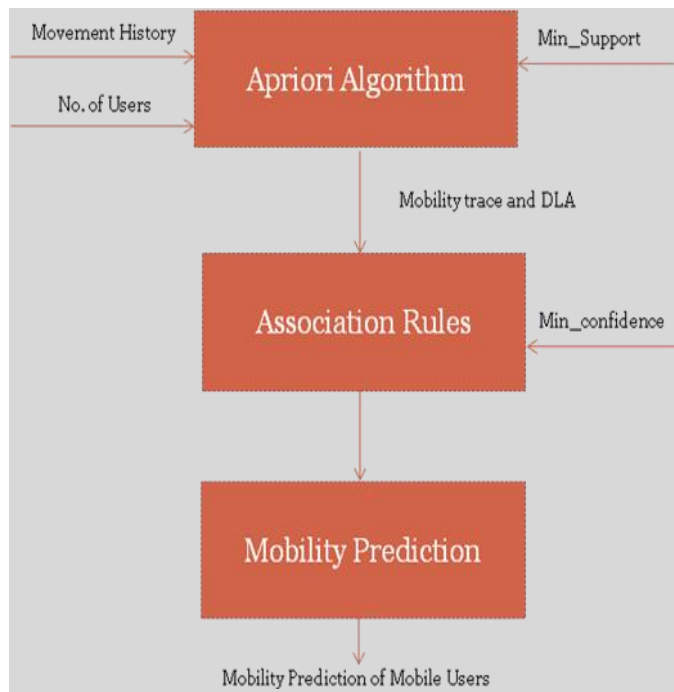 Movement History
Min_Support
Apriori Algorithm
No. of Users
Mobility trace and DLA
Association Rules
Min_confidence
Mobility Prediction
Mobility Prediction of Mobile Users